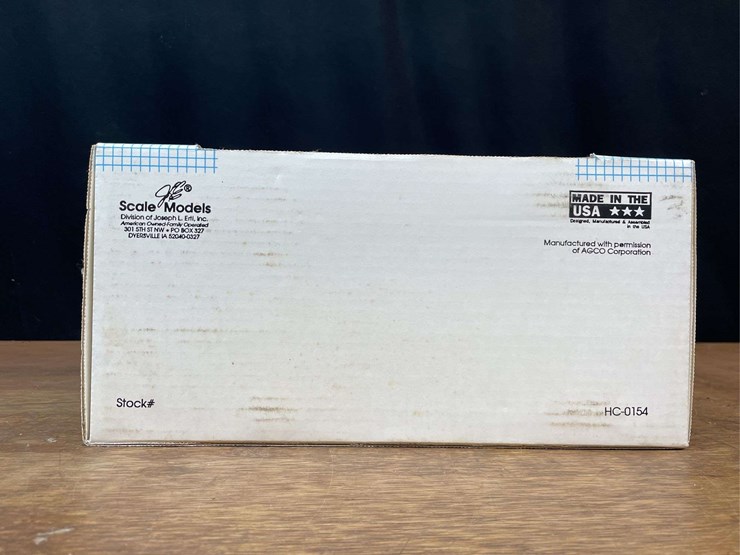 JLE®
Scale Models
Division of Joseph L. Ertl, Inc.
American Owned-Family Operated
301 5TH ST NW • PO BOX 327
DYERSVILLE IA 52040-0327
MADE IN THE
USA ★★★
Designed, Manufactured & Assembled
in the USA
Manufactured with permission
of AGCO Corporation
Stock#
HC-0154